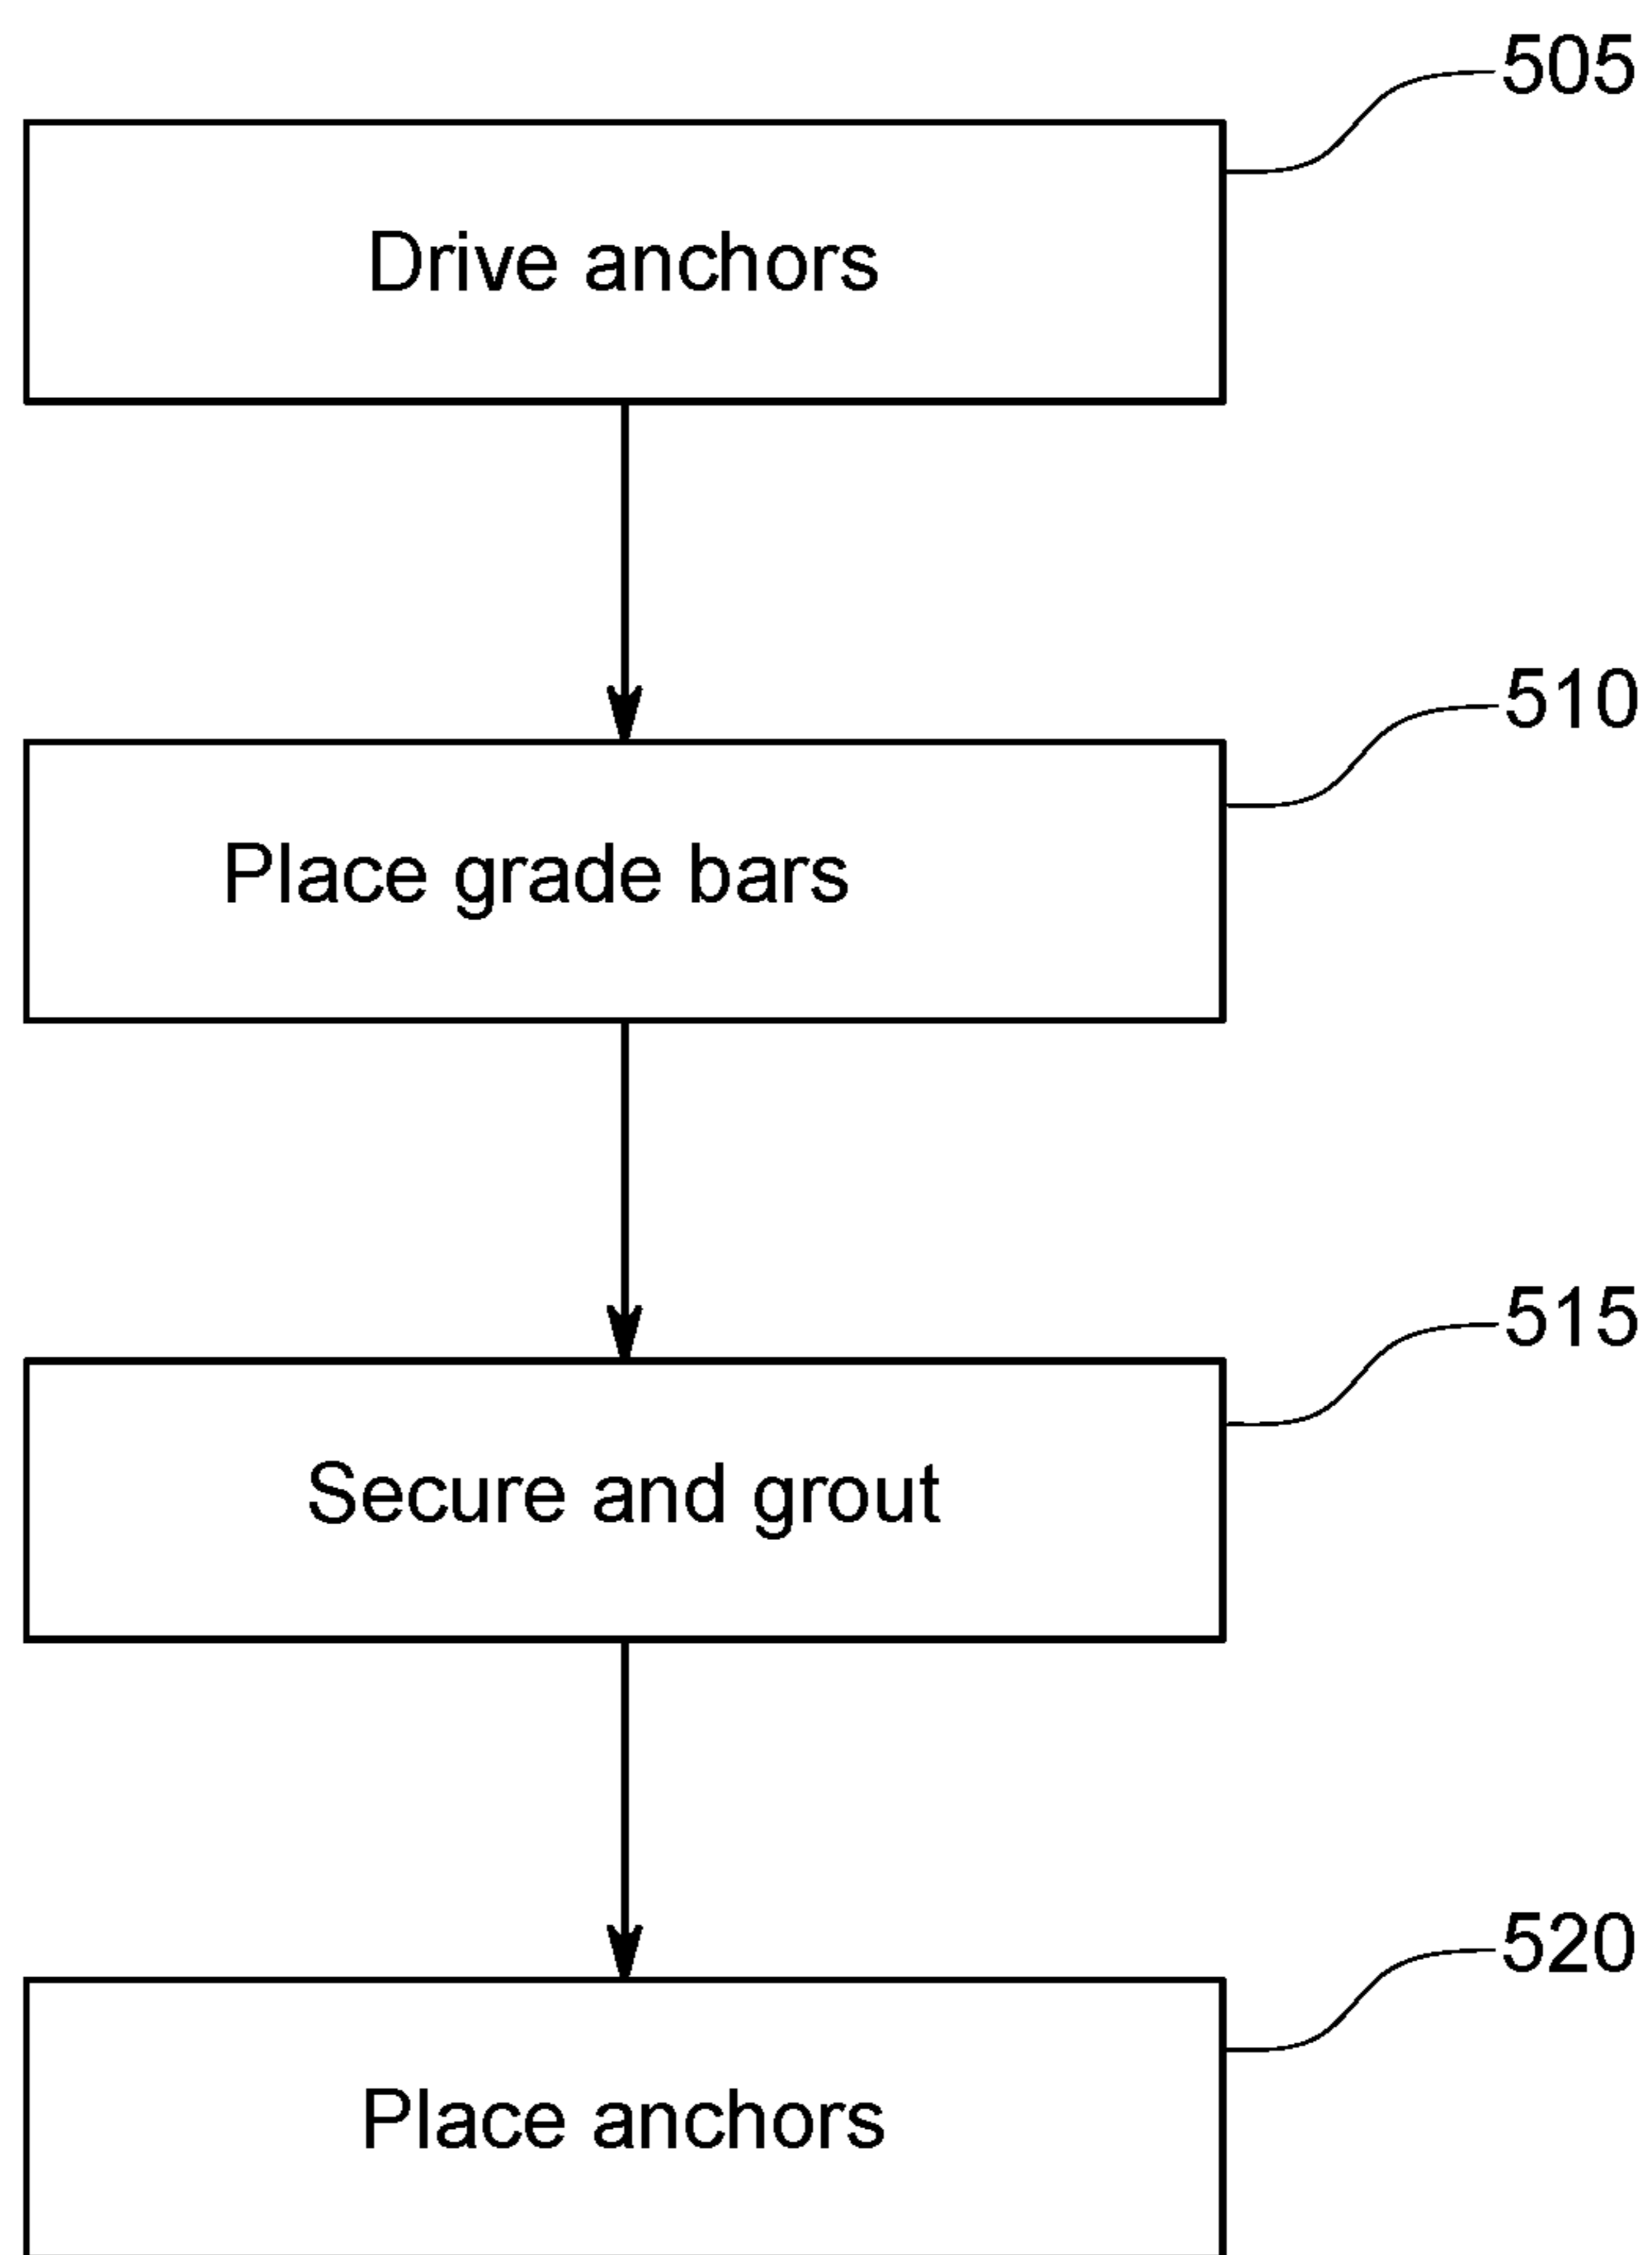 505
Drive anchors
510
Place grade bars
515
Secure and grout
520
Place anchors